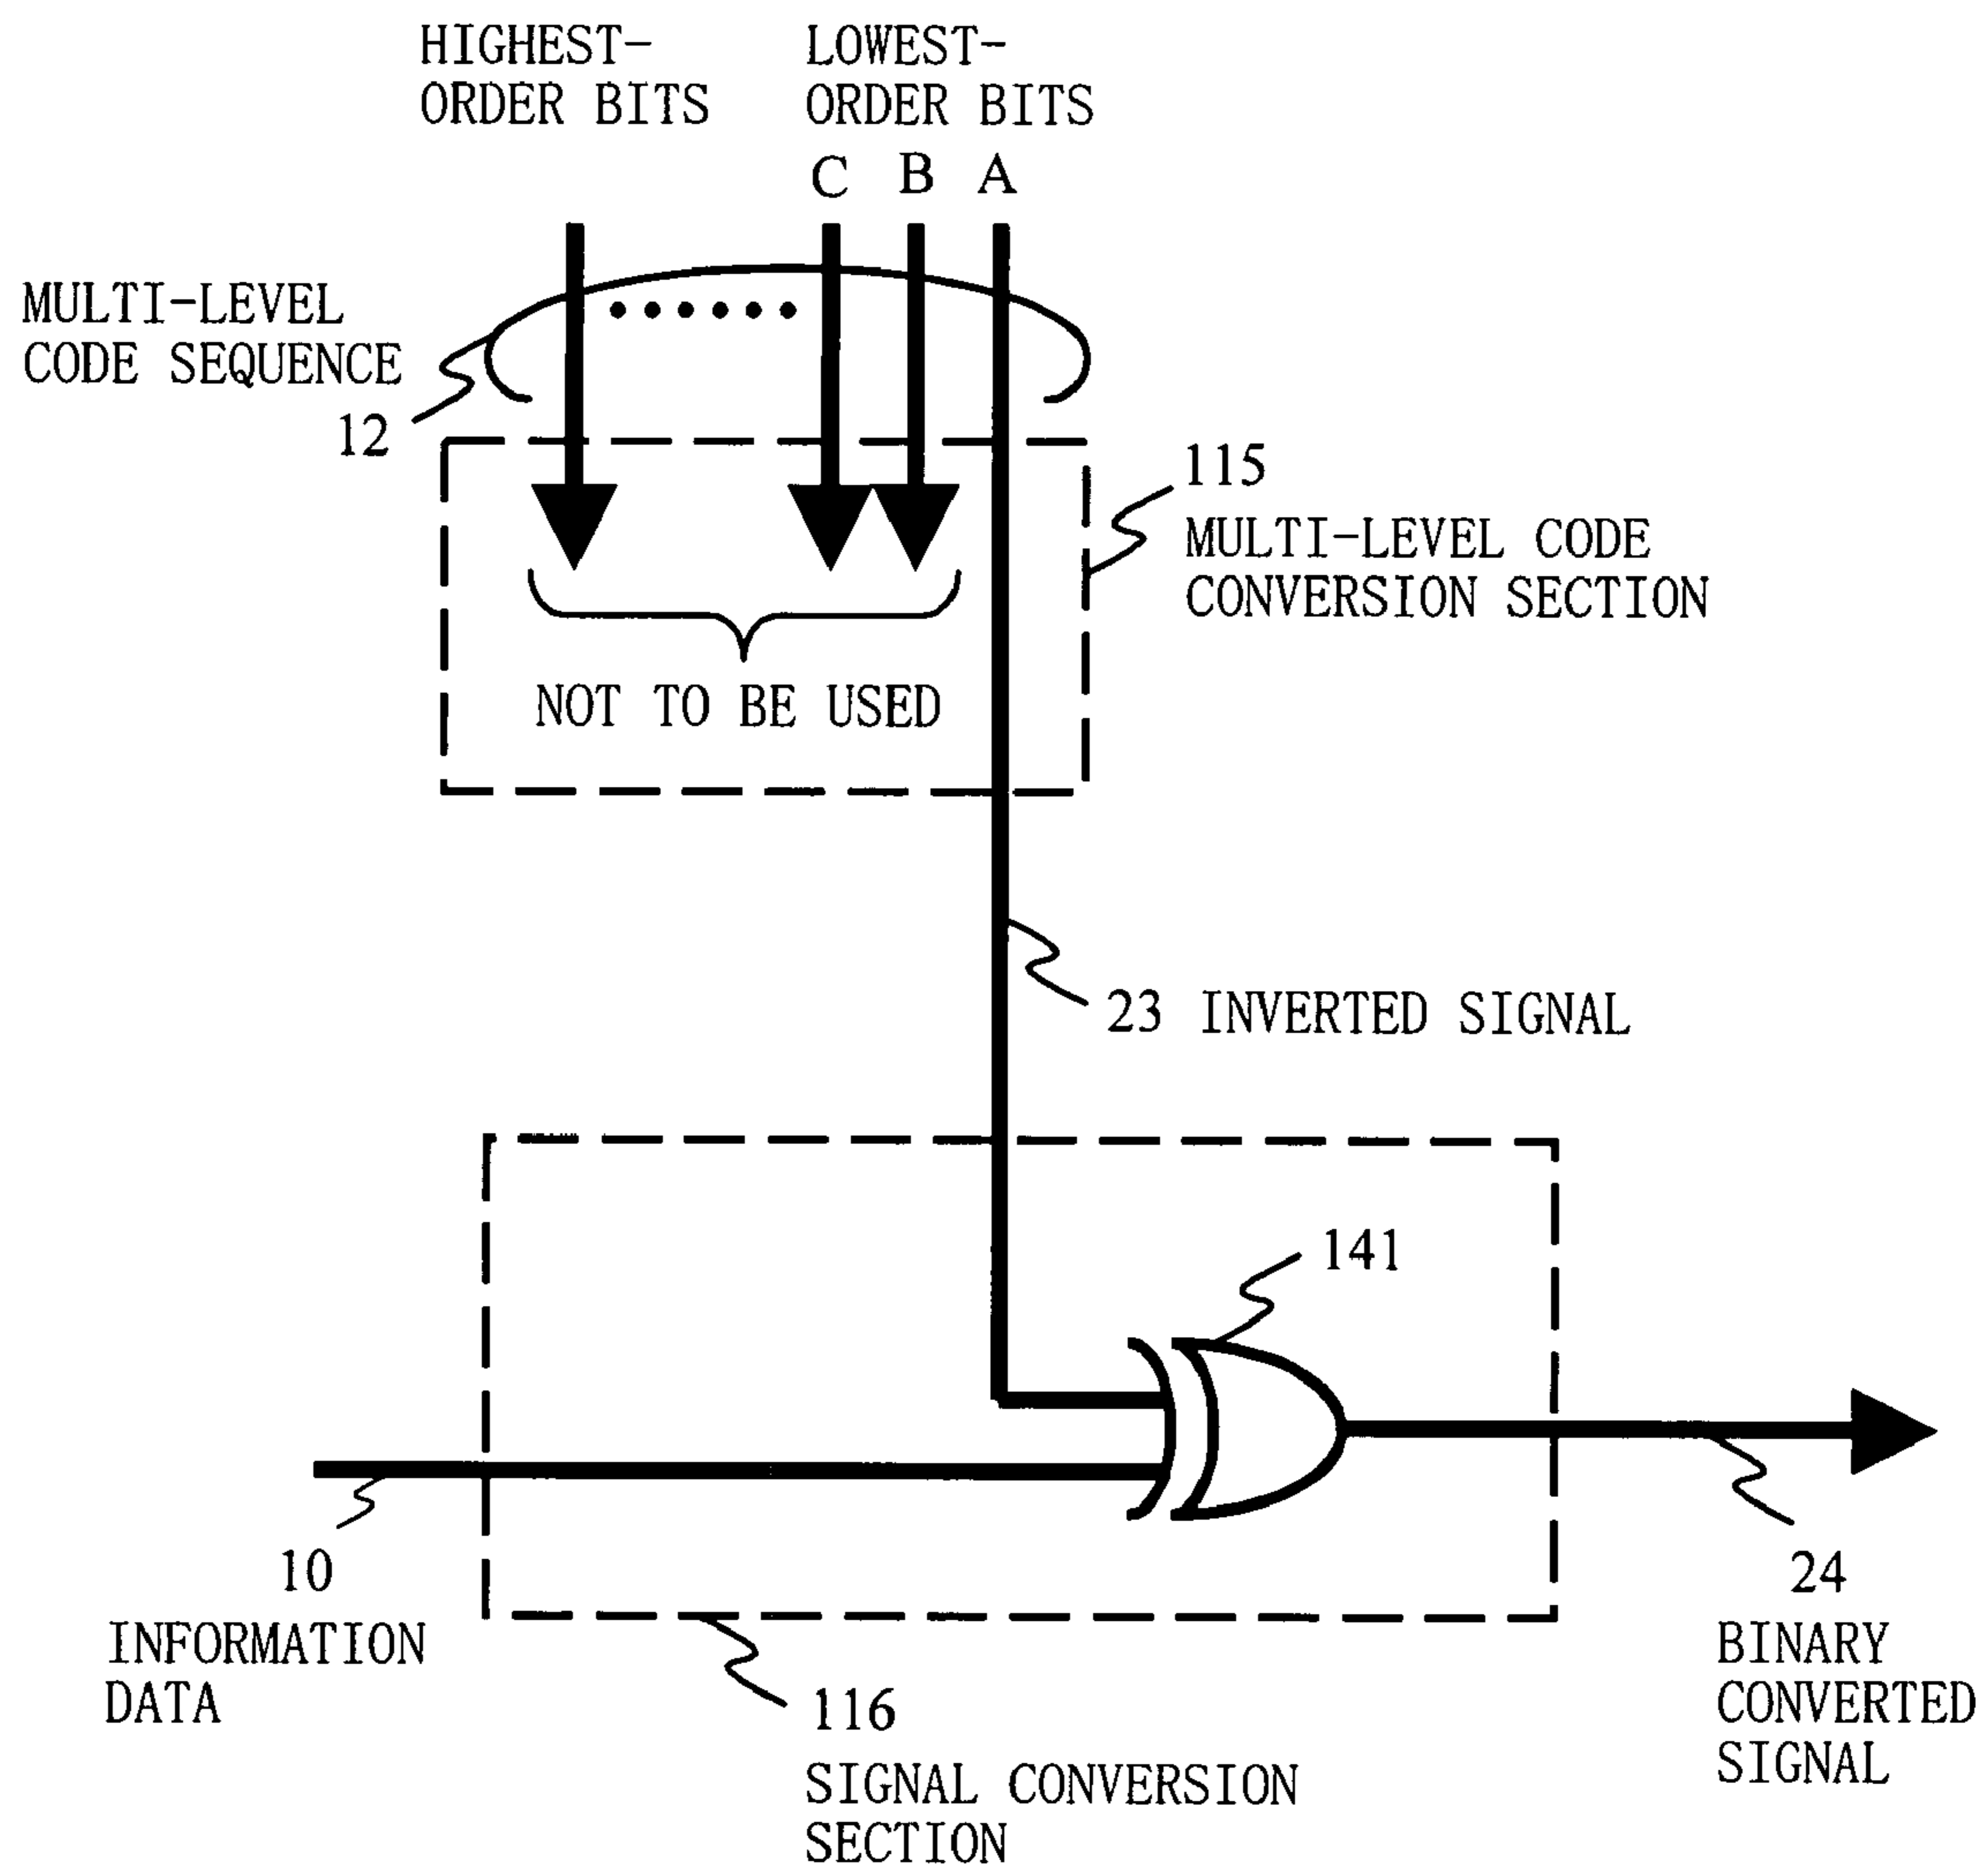 HIGHEST-
ORDER BITS
LOWEST-
ORDER BITS
C B A
MULTI-LEVEL
CODE SEQUENCE
12
115
MULTI-LEVEL CODE
CONVERSION SECTION
NOT TO BE USED
23 INVERTED SIGNAL
141
10
INFORMATION
DATA
116
SIGNAL CONVERSION
SECTION
24
BINARY
CONVERTED
SIGNAL